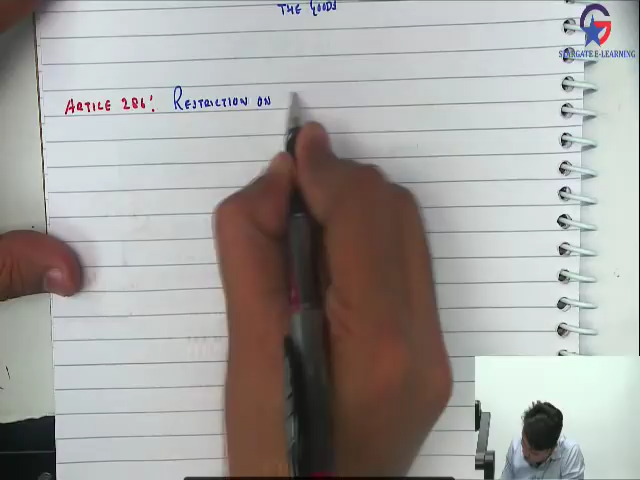 THE GOODS
STARGATE E-LEARNING
ARTICLE 286: RESTRICTION ON